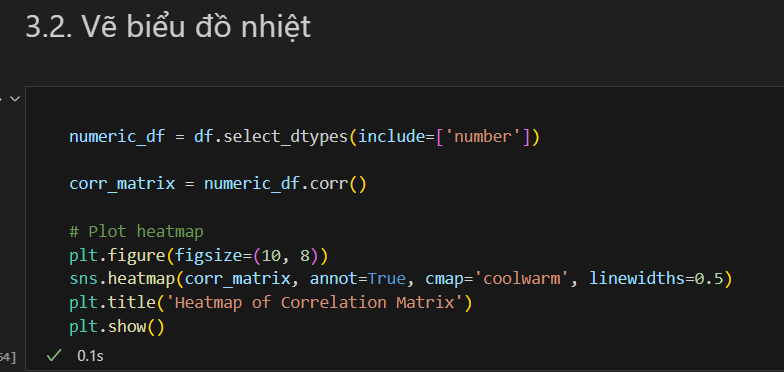 3.2. Vẽ biểu đồ nhiệt
numeric_df = df.select_dtypes(include=['number'])
corr_matrix = numeric_df.corr()
# Plot heatmap
plt.figure(figsize=(10, 8))
sns.heatmap(corr_matrix, annot=True, cmap='coolwarm', linewidths=0.5)
plt.title('Heatmap of Correlation Matrix')
plt.show()
4] 0.1s